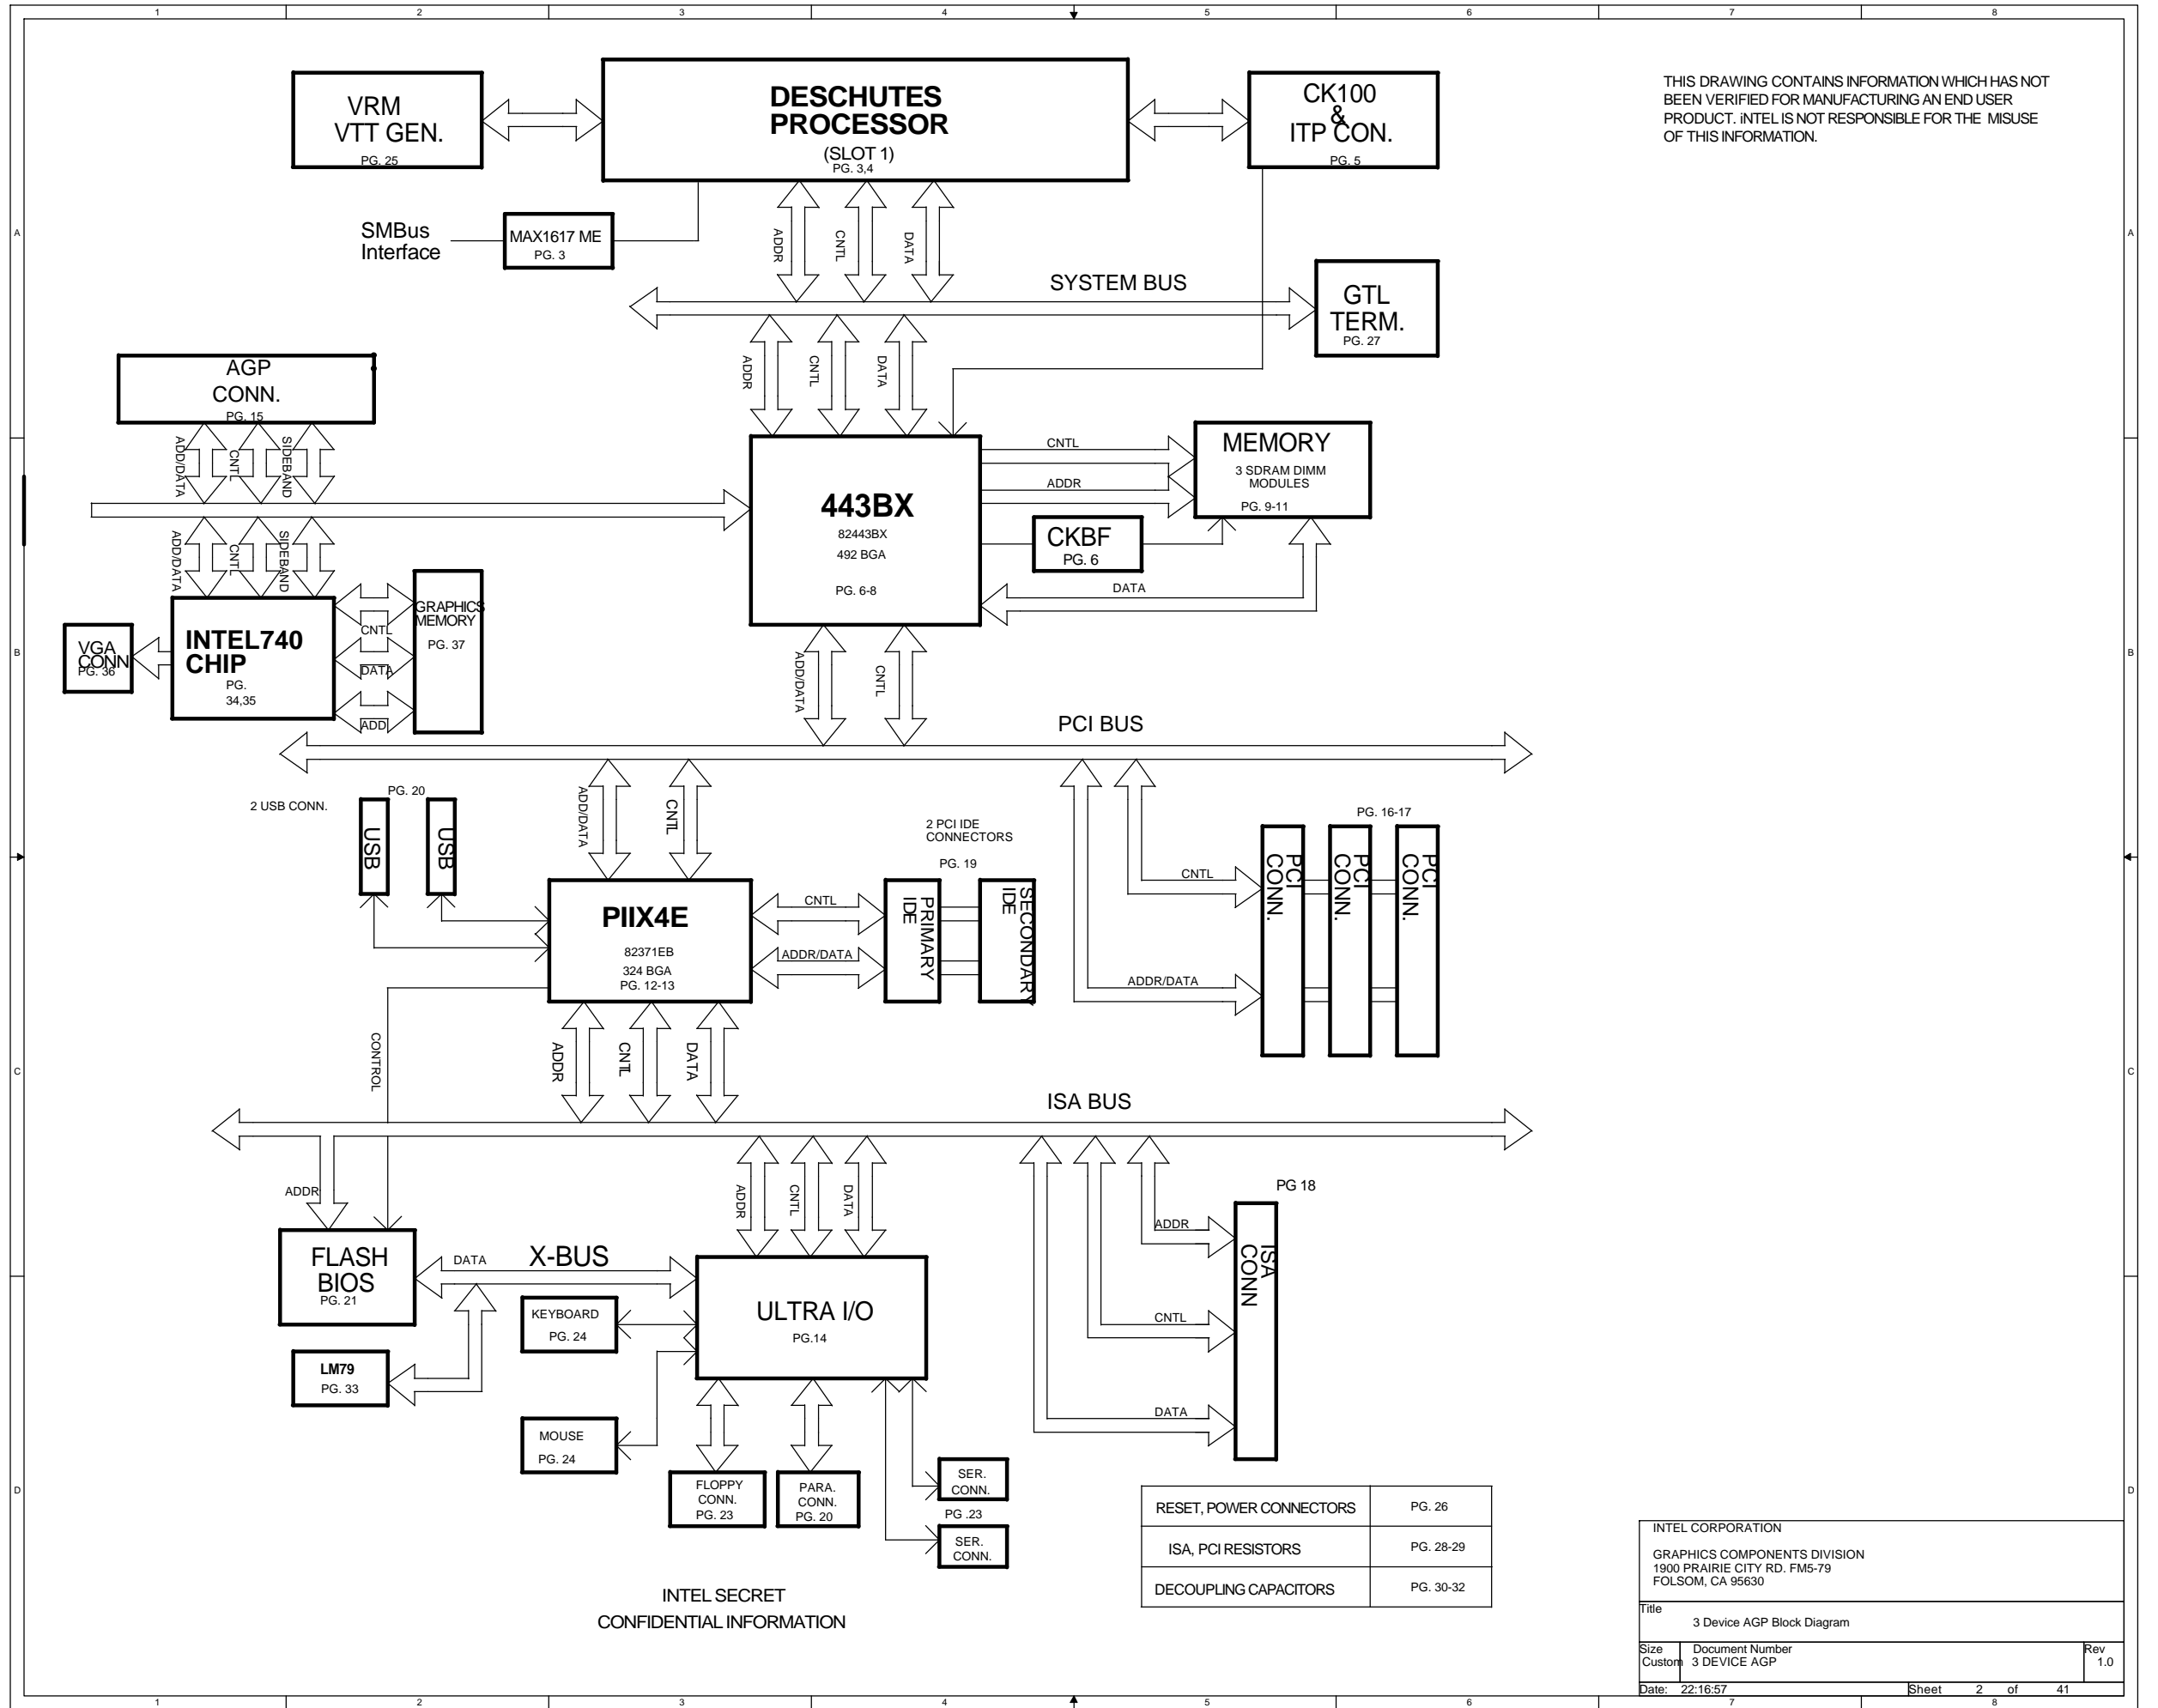 1 2 3 4 5 6 7 8
THIS DRAWING CONTAINS INFORMATION WHICH HAS NOT
BEEN VERIFIED FOR MANUFACTURING AN END USER
PRODUCT. iNTEL IS NOT RESPONSIBLE FOR THE MISUSE
OF THIS INFORMATION.
VRM
VTT GEN.
PG. 25
DESCHUTES
PROCESSOR
(SLOT 1)
PG. 3,4
CK100
&
ITP CON.
PG. 5
SMBus
Interface
MAX1617 ME
PG. 3
ADDR
CNTL
DATA
A
A
SYSTEM BUS
GTL
TERM.
PG. 27
ADDR
CNTL
DATA
AGP
CONN.
PG. 15
ADD/DATA
CNTL
SIDEBAND
443BX
82443BX
492 BGA
PG. 6-8
CNTL
ADDR
MEMORY
3 SDRAM DIMM
MODULES
PG. 9-11
CKBF
PG. 6
DATA
ADD/DATA
CNTL
SIDEBAND
INTEL740
CHIP
PG.
34,35
VGA
CONN
PG. 36
CNTL
DATA
ADD
GRAPHICS
MEMORY
PG. 37
B
B
ADD/DATA
CNTL
PCI BUS
2 USB CONN.
PG. 20
USB
USB
ADD/DATA
CNTL
2 PCI IDE
CONNECTORS
PG. 19
PIIX4E
82371EB
324 BGA
PG. 12-13
CNTL
ADDR/DATA
PRIMARY
IDE
SECONDARY
IDE
PG. 16-17
CNTL
ADDR/DATA
PCI
CONN.
PCI
CONN.
PCI
CONN.
CONTROL
ADDR
CNTL
DATA
C
C
ISA BUS
ADDR
ADDR
CNTL
DATA
PG 18
ADDR
CNTL
DATA
ISA
CONN
FLASH
BIOS
PG. 21
DATA
X-BUS
ULTRA I/O
PG.14
KEYBOARD
PG. 24
LM79
PG. 33
MOUSE
PG. 24
FLOPPY
CONN.
PG. 23
PARA.
CONN.
PG. 20
SER.
CONN.
PG .23
SER.
CONN.
D
D
RESET, POWER CONNECTORS PG. 26
ISA, PCI RESISTORS PG. 28-29
DECOUPLING CAPACITORS PG. 30-32
INTEL SECRET
CONFIDENTIAL INFORMATION
INTEL CORPORATION
GRAPHICS COMPONENTS DIVISION
1900 PRAIRIE CITY RD. FM5-79
FOLSOM, CA 95630
Title
3 Device AGP Block Diagram
Size Document Number Rev
Custom 3 DEVICE AGP 1.0
Date: 22:16:57 Sheet 2 of 41
1 2 3 4 5 6 7 8